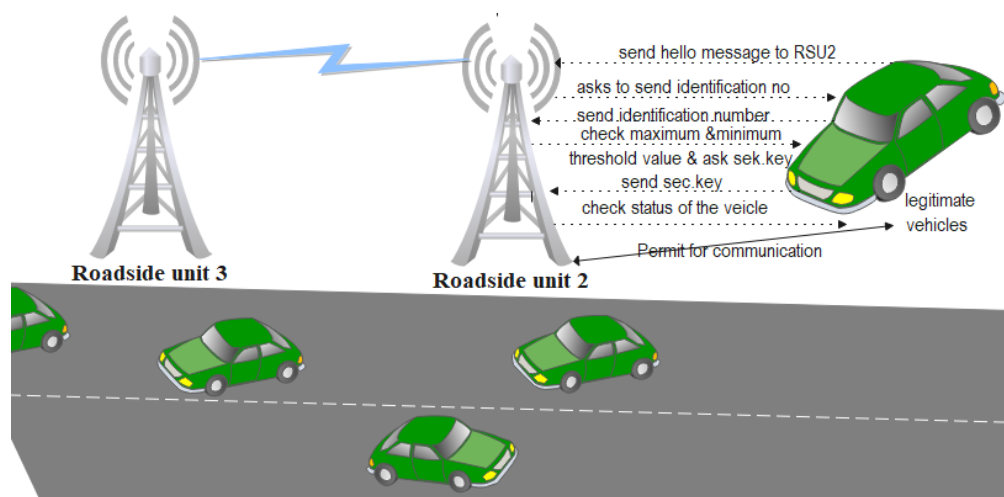 send hello message to RSU2
asks to send identification no
send identification number
check maximum &minimum
threshold value & ask sek.key
send sec.key
check status of the veicle
legitimate
vehicles
Permit for communication
Roadside unit 3
Roadside unit 2